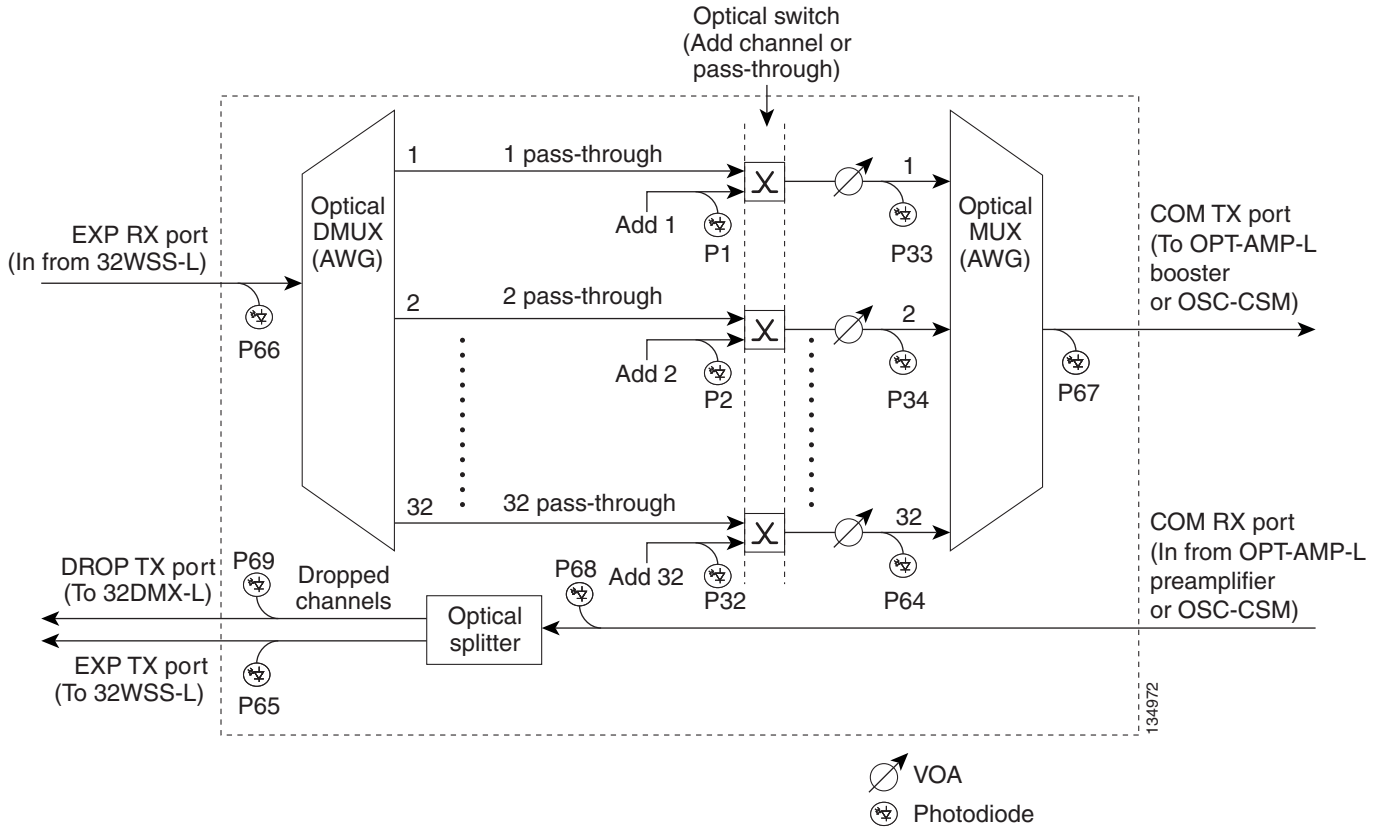 Optical switch
(Add channel or
pass-through)
1
1 pass-through
Optical
DMUX
(AWG)
Add 1
P1
1
P33
Optical
MUX
(AWG)
COM TX port
(To OPT-AMP-L
booster
or OSC-CSM)
EXP RX port
(In from 32WSS-L)
P66
2
2 pass-through
Add 2
P2
2
P34
P67
32
32 pass-through
Add 32
P32
32
P64
COM RX port
(In from OPT-AMP-L
preamplifier
or OSC-CSM)
DROP TX port
(To 32DMX-L)
P69
Dropped
channels
P68
Optical
splitter
EXP TX port
(To 32WSS-L)
P65
134972
VOA
Photodiode